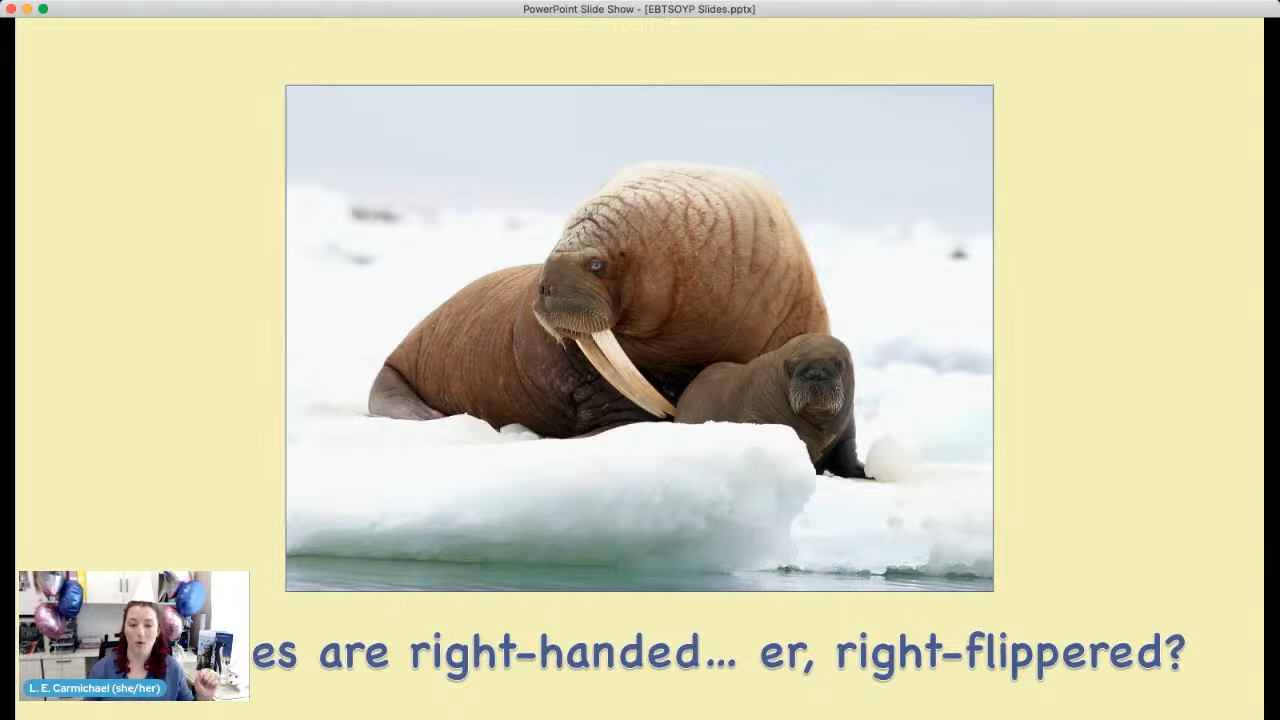 PowerPoint Slide Show - [EBTSOYP Slides.pptx]
es are right-handed... er, right-flippered?
L. E. Carmichael (she/her)